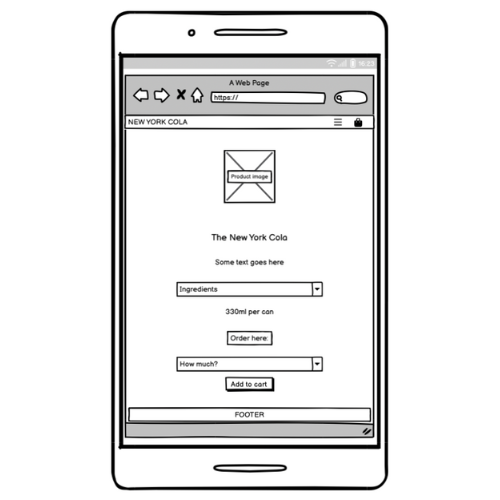 18:23
A Web Page
https://
NEW YORK COLA
Product image
The New York Cola
Some text goes here
Ingredients
330ml per can
Order here:
How much?
Add to cart
FOOTER